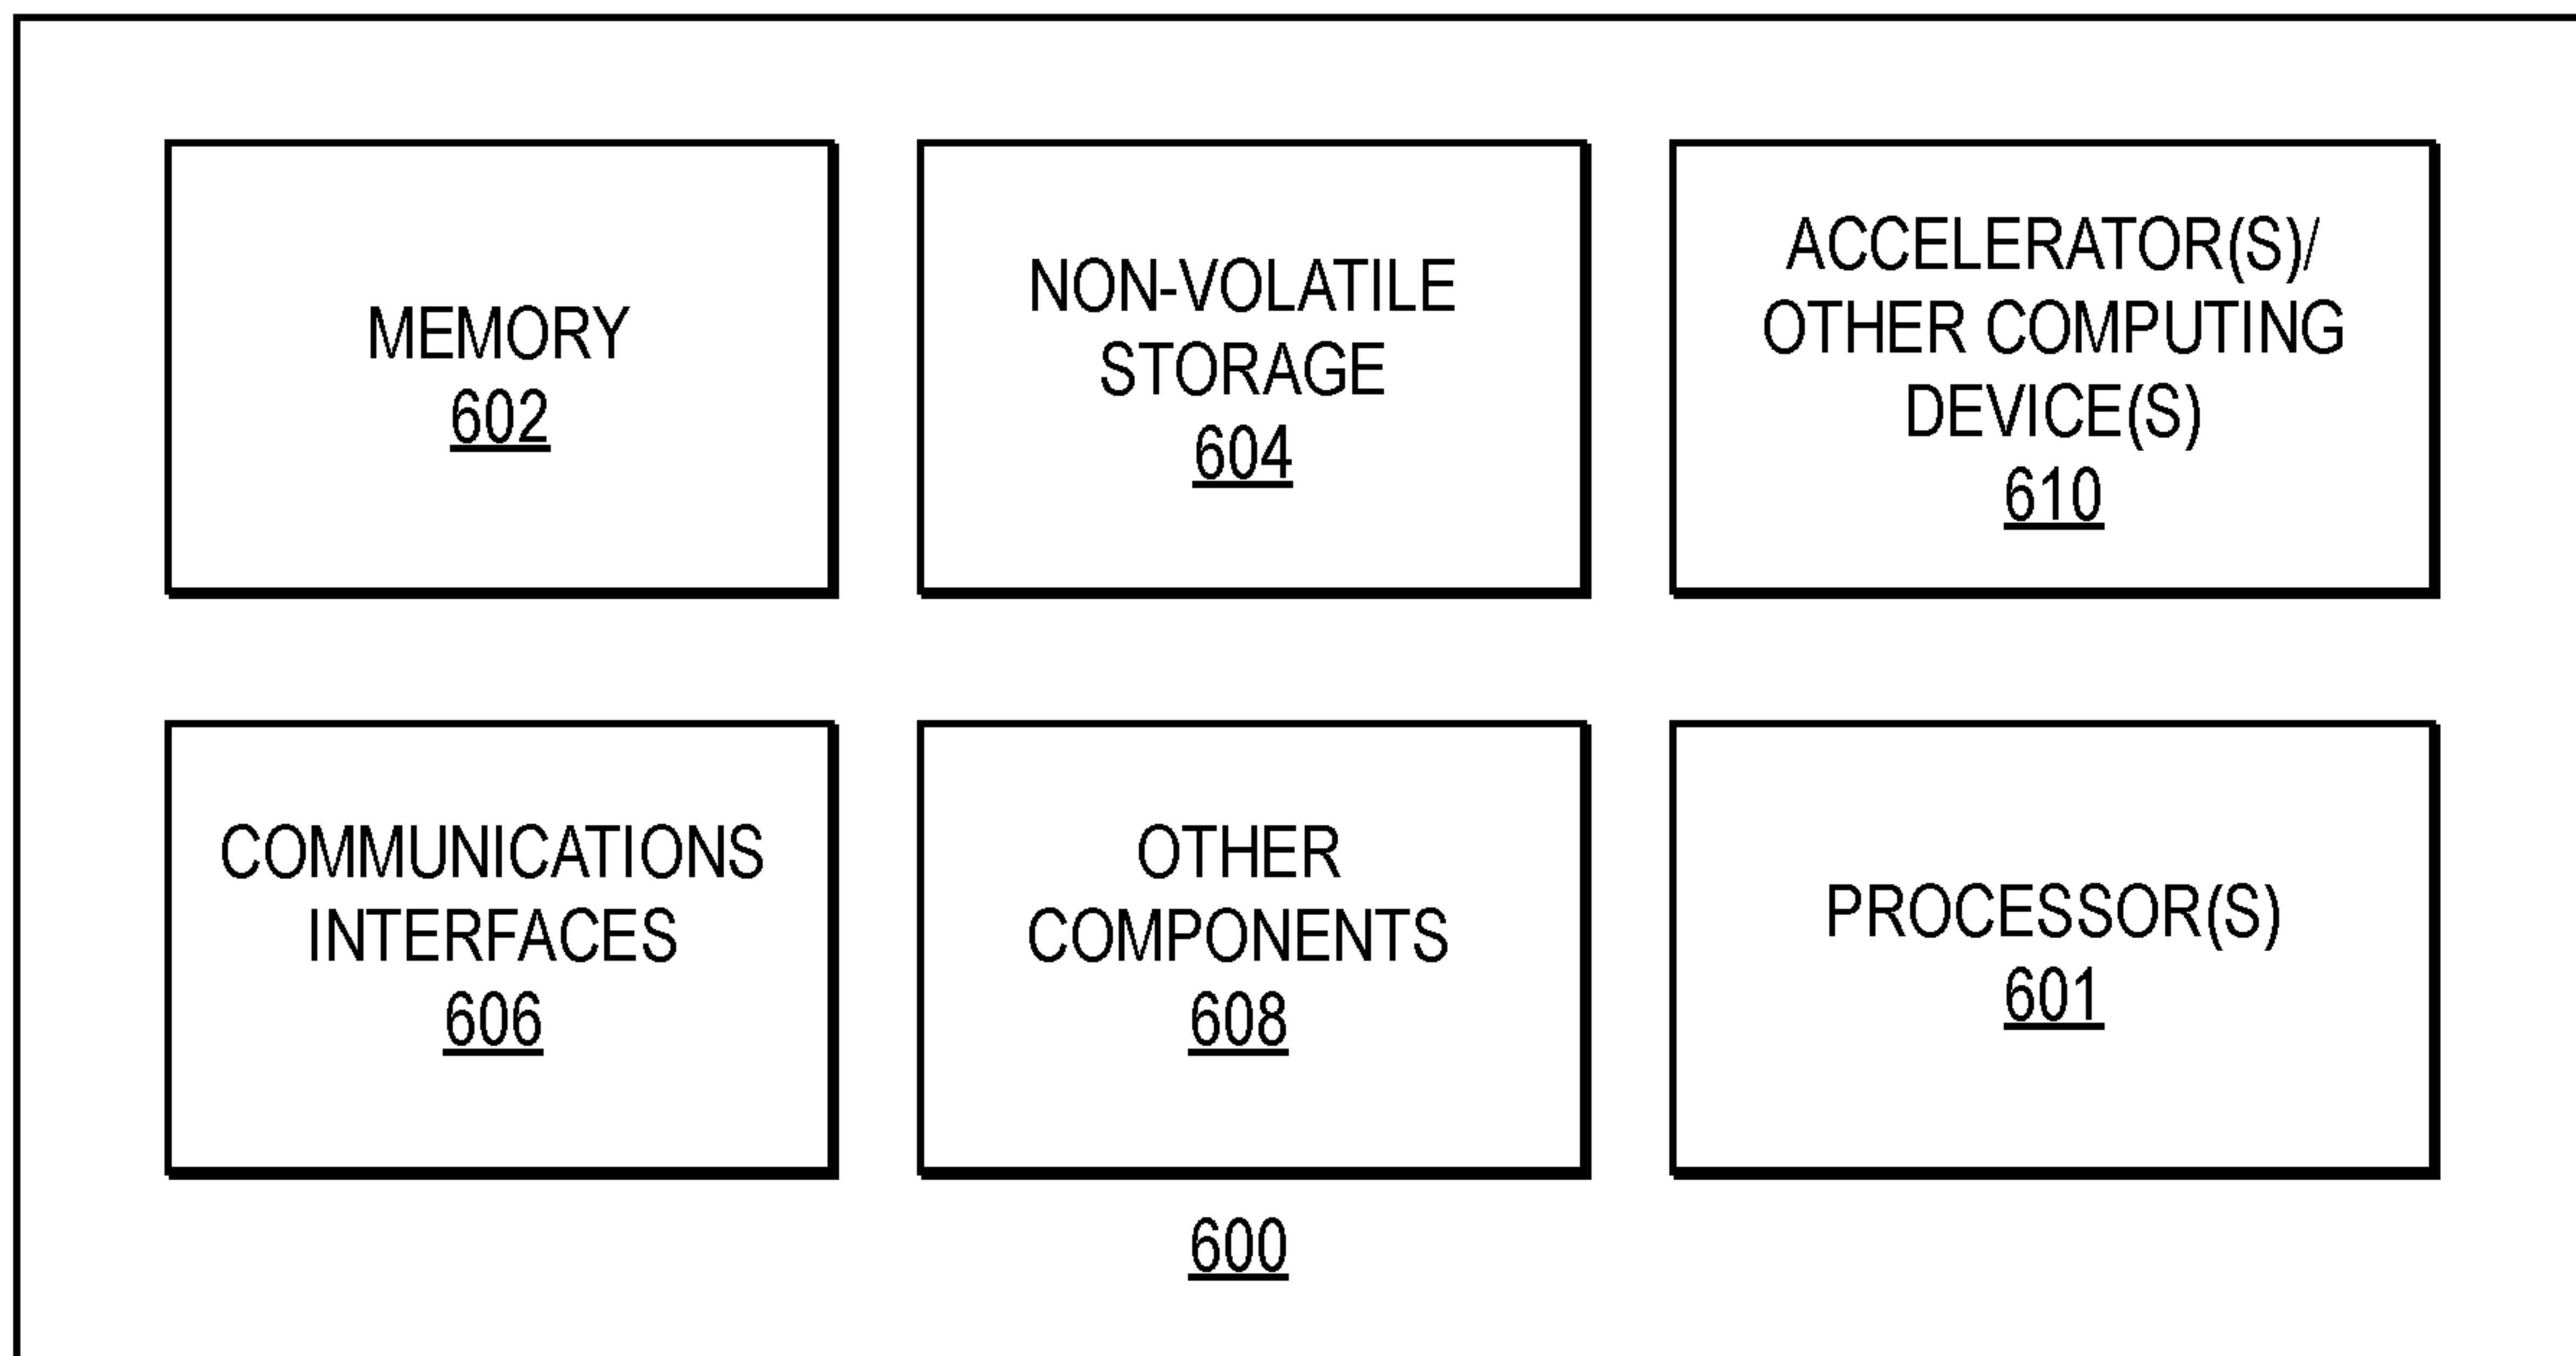 MEMORY
602
NON-VOLATILE
STORAGE
604
ACCELERATOR(S)/
OTHER COMPUTING
DEVICE(S)
610
COMMUNICATIONS
INTERFACES
606
OTHER
COMPONENTS
608
PROCESSOR(S)
601
600